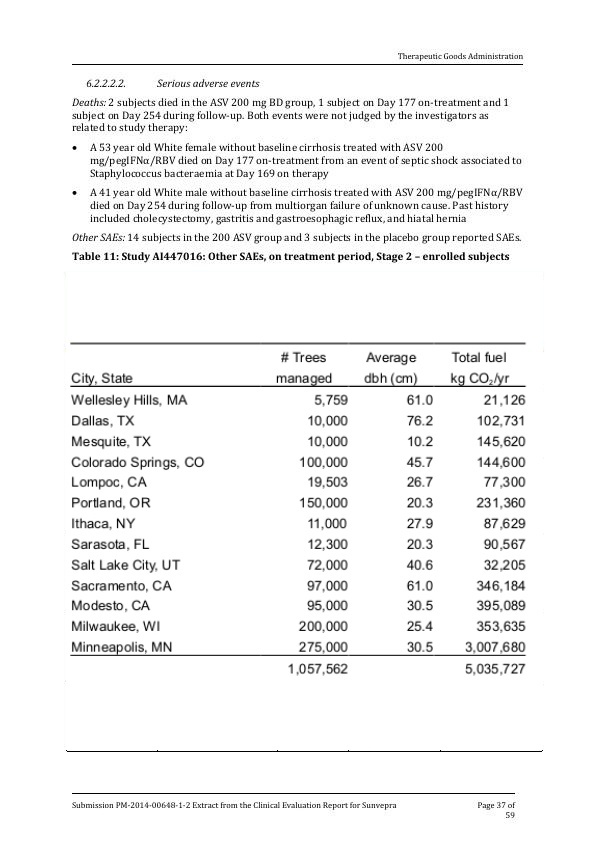 Therapeutic Goods Administration
6.2.2.2.2. Serious adverse events
Deaths: 2 subjects died in the ASV 200 mg BD group, 1 subject on Day 177 on-treatment and 1
subject on Day 254 during follow-up. Both events were not judged by the investigators as
related to study therapy:
• A 53 year old White female without baseline cirrhosis treated with ASV 200
mg/pegIFNα/RBV died on Day 177 on-treatment from an event of septic shock associated to
Staphylococcus bacteraemia at Day 169 on therapy
• A 41 year old White male without baseline cirrhosis treated with ASV 200 mg/pegIFNα/RBV
died on Day 254 during follow-up from multiorgan failure of unknown cause. Past history
included cholecystectomy, gastritis and gastroesophagic reflux, and hiatal hernia
Other SAEs: 14 subjects in the 200 ASV group and 3 subjects in the placebo group reported SAEs.
Table 11: Study AI447016: Other SAEs, on treatment period, Stage 2 – enrolled subjects
# Trees Average Total fuel
City, State managed dbh (cm) kg CO₂/yr
Wellesley Hills, MA 5,759 61.0 21,126
Dallas, TX 10,000 76.2 102,731
Mesquite, TX 10,000 10.2 145,620
Colorado Springs, CO 100,000 45.7 144,600
Lompoc, CA 19,503 26.7 77,300
Portland, OR 150,000 20.3 231,360
Ithaca, NY 11,000 27.9 87,629
Sarasota, FL 12,300 20.3 90,567
Salt Lake City, UT 72,000 40.6 32,205
Sacramento, CA 97,000 61.0 346,184
Modesto, CA 95,000 30.5 395,089
Milwaukee, WI 200,000 25.4 353,635
Minneapolis, MN 275,000 30.5 3,007,680
1,057,562 5,035,727
Submission PM-2014-00648-1-2 Extract from the Clinical Evaluation Report for Sunvepra Page 37 of
59